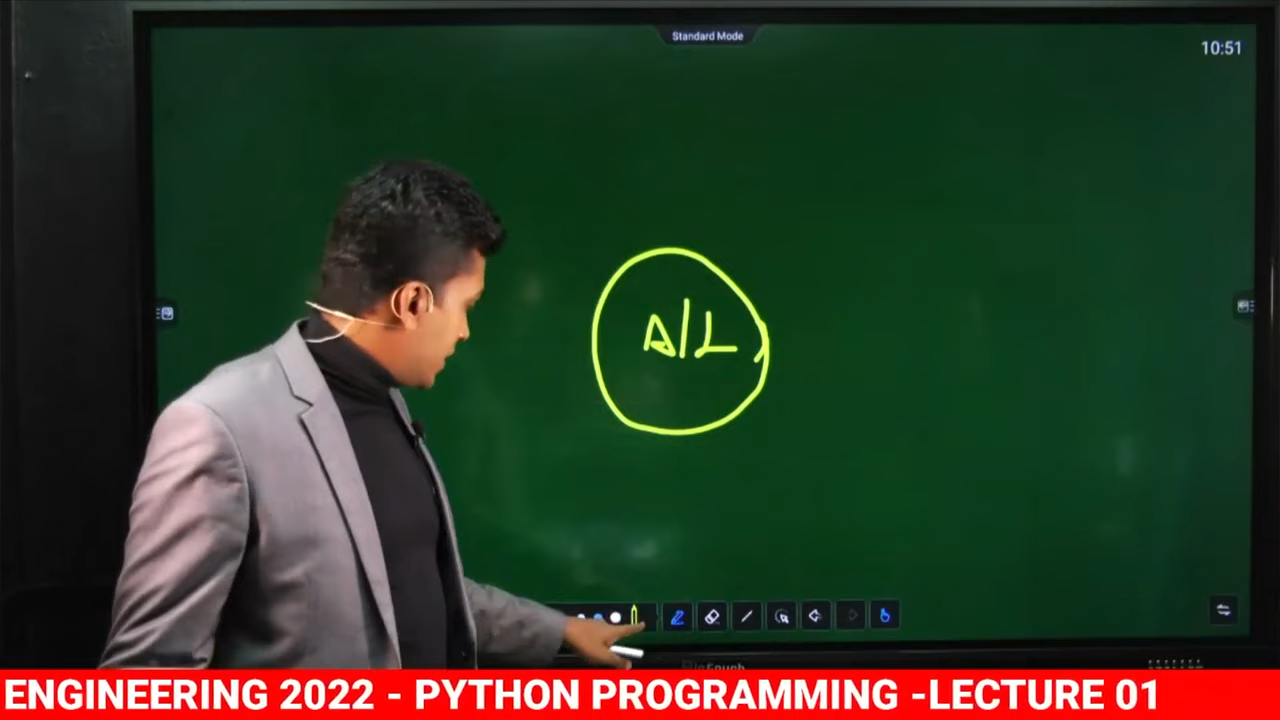 Standard Mode
10:51
A/L
ENGINEERING 2022 - PYTHON PROGRAMMING -LECTURE 01